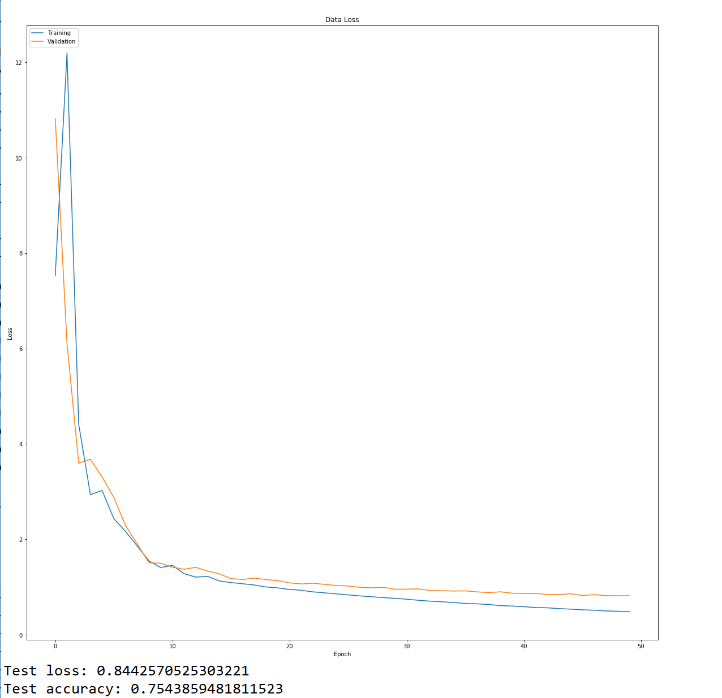 Data Loss
Training
Validation
12
10
8
6
4
2
0
Loss
0 10 20 30 40 50
Epoch
Test loss: 0.8442570525303221
Test accuracy: 0.7543859481811523